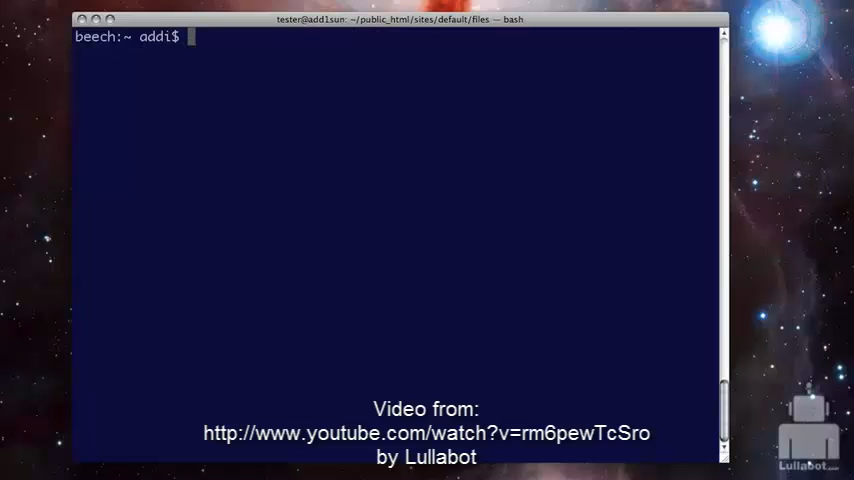 tester@add1sun: ~/public_html/sites/default/files — bash
beech:~ addi$
Video from:
http://www.youtube.com/watch?v=rm6pewTcSro
by Lullabot
Lullabot.com